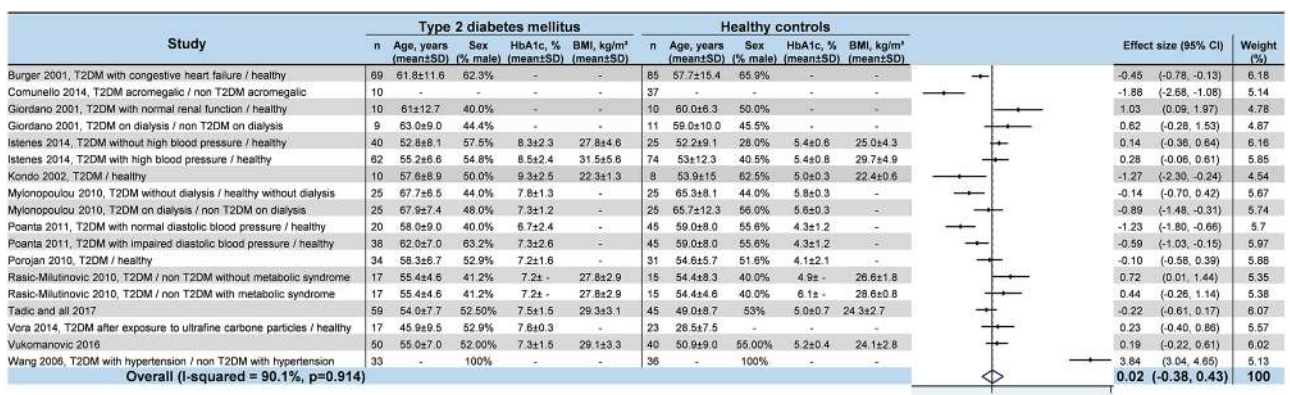 Type 2 diabetes mellitus Healthy controls
Study n Age, years (mean±SD) Sex (% male) HbA1c, % (mean±SD) BMI, kg/m² (mean±SD) n Age, years (mean±SD) Sex (% male) HbA1c, % (mean±SD) BMI, kg/m² (mean±SD) Effect size (95% CI) Weight (%)
Burger 2001, T2DM with congestive heart failure / healthy 69 61.8±11.6 62.3% - - 85 57.7±15.4 65.9% - - -0.45 (-0.78, -0.13) 6.18
Comunello 2014, T2DM acromegalic / non T2DM acromegalic 10 - - - - 37 - - - - -1.88 (-2.68, -1.08) 5.14
Giordano 2001, T2DM with normal renal function / healthy 10 61±12.7 40.0% - - 10 60.0±6.3 50.0% - - 1.03 (0.09, 1.97) 4.78
Giordano 2001, T2DM on dialysis / non T2DM on dialysis 9 63.0±9.0 44.4% - - 11 59.0±10.0 45.5% - - 0.62 (-0.28, 1.53) 4.87
Istenes 2014, T2DM without high blood pressure / healthy 40 52.8±8.1 57.5% 8.3±2.3 27.8±4.6 25 52.2±9.1 28.0% 5.4±0.6 25.0±4.3 0.14 (-0.36, 0.64) 6.16
Istenes 2014, T2DM with high blood pressure / healthy 62 55.2±6.6 54.8% 8.5±2.4 31.5±5.6 74 53±12.3 40.5% 5.4±0.8 29.7±4.9 0.28 (-0.06, 0.61) 5.85
Kondo 2002, T2DM / healthy 10 57.6±8.9 50.0% 9.3±2.5 22.3±1.3 8 53.9±15 62.5% 5.0±0.3 22.4±0.6 -1.27 (-2.30, -0.24) 4.54
Mylonopoulou 2010, T2DM without dialysis / healthy without dialysis 25 67.7±6.5 44.0% 7.8±1.3 - 25 65.3±8.1 44.0% 5.8±0.3 - -0.14 (-0.70, 0.42) 5.67
Mylonopoulou 2010, T2DM on dialysis / non T2DM on dialysis 25 67.9±7.4 48.0% 7.3±1.2 - 25 65.7±12.3 56.0% 5.6±0.3 - -0.89 (-1.48, -0.31) 5.74
Poanta 2011, T2DM with normal diastolic blood pressure / healthy 20 58.0±9.0 40.0% 6.7±2.4 - 45 59.0±8.0 55.6% 4.3±1.2 - -1.23 (-1.80, -0.66) 5.7
Poanta 2011, T2DM with impaired diastolic blood pressure / healthy 38 62.0±7.0 63.2% 7.3±2.6 - 45 59.0±8.0 55.6% 4.3±1.2 - -0.59 (-1.03, -0.15) 5.97
Porojan 2010, T2DM / healthy 34 58.3±6.7 52.9% 7.2±1.6 - 31 54.6±5.7 51.6% 4.1±2.1 - -0.10 (-0.58, 0.39) 5.88
Rasic-Milutinovic 2010, T2DM / non T2DM without metabolic syndrome 17 55.4±4.6 41.2% 7.2± - 27.8±2.9 15 54.4±8.3 40.0% 4.9± - 26.6±1.8 0.72 (0.01, 1.44) 5.35
Rasic-Milutinovic 2010, T2DM / non T2DM with metabolic syndrome 17 55.4±4.6 41.2% 7.2± - 27.8±2.9 15 54.4±4.6 40.0% 6.1± - 28.6±0.8 0.44 (-0.26, 1.14) 5.38
Tadic and all 2017 59 54.0±7.7 52.50% 7.5±1.5 29.3±3.1 45 49.0±8.7 53% 5.0±0.7 24.3±2.7 -0.22 (-0.61, 0.17) 6.07
Vora 2014, T2DM after exposure to ultrafine carbone particles / healthy 17 45.9±9.5 52.9% 7.6±0.3 - 23 28.5±7.5 - - - 0.23 (-0.40, 0.86) 5.57
Vukomanovic 2016 50 55.0±7.0 52.00% 7.3±1.5 29.1±3.3 40 50.9±9.0 55.00% 5.2±0.4 24.1±2.8 0.19 (-0.22, 0.61) 6.02
Wang 2006, T2DM with hypertension / non T2DM with hypertension 33 - 100% - - 36 - 100% - - 3.84 (3.04, 4.65) 5.13
Overall (I-squared = 90.1%, p=0.914) 0.02 (-0.38, 0.43) 100